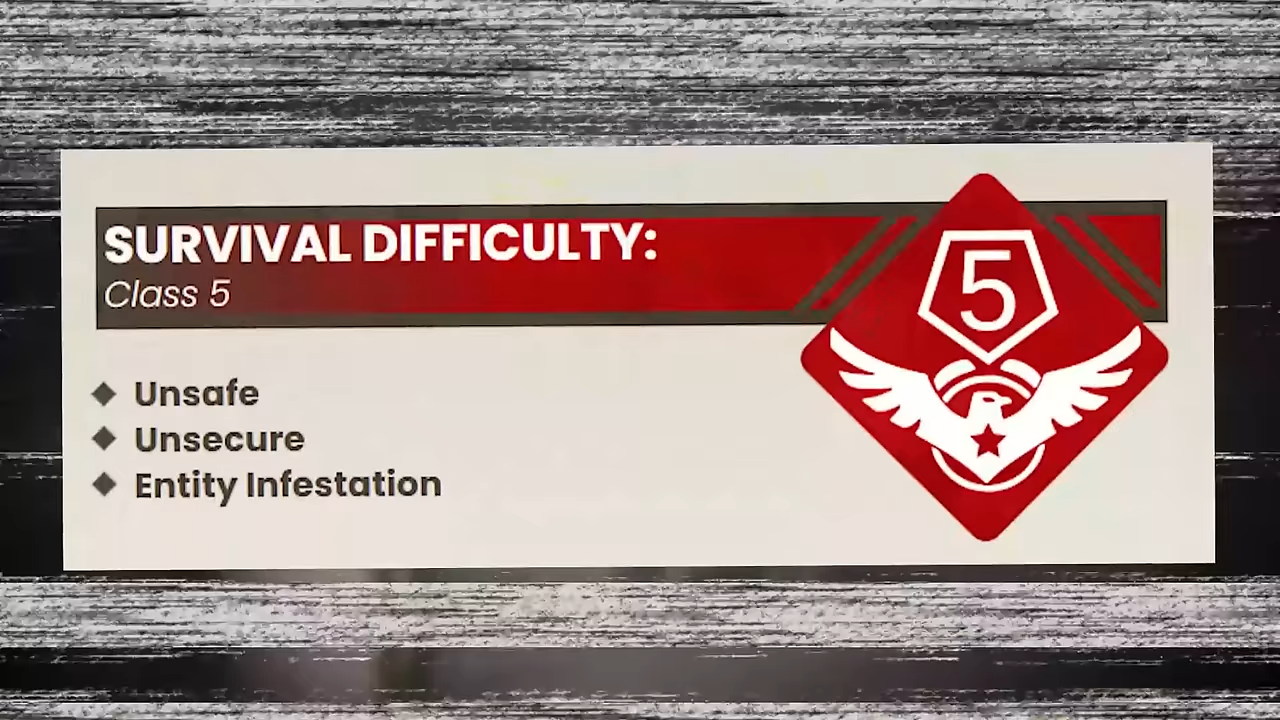 SURVIVAL DIFFICULTY:
Class 5
5
Unsafe
Unsecure
Entity Infestation